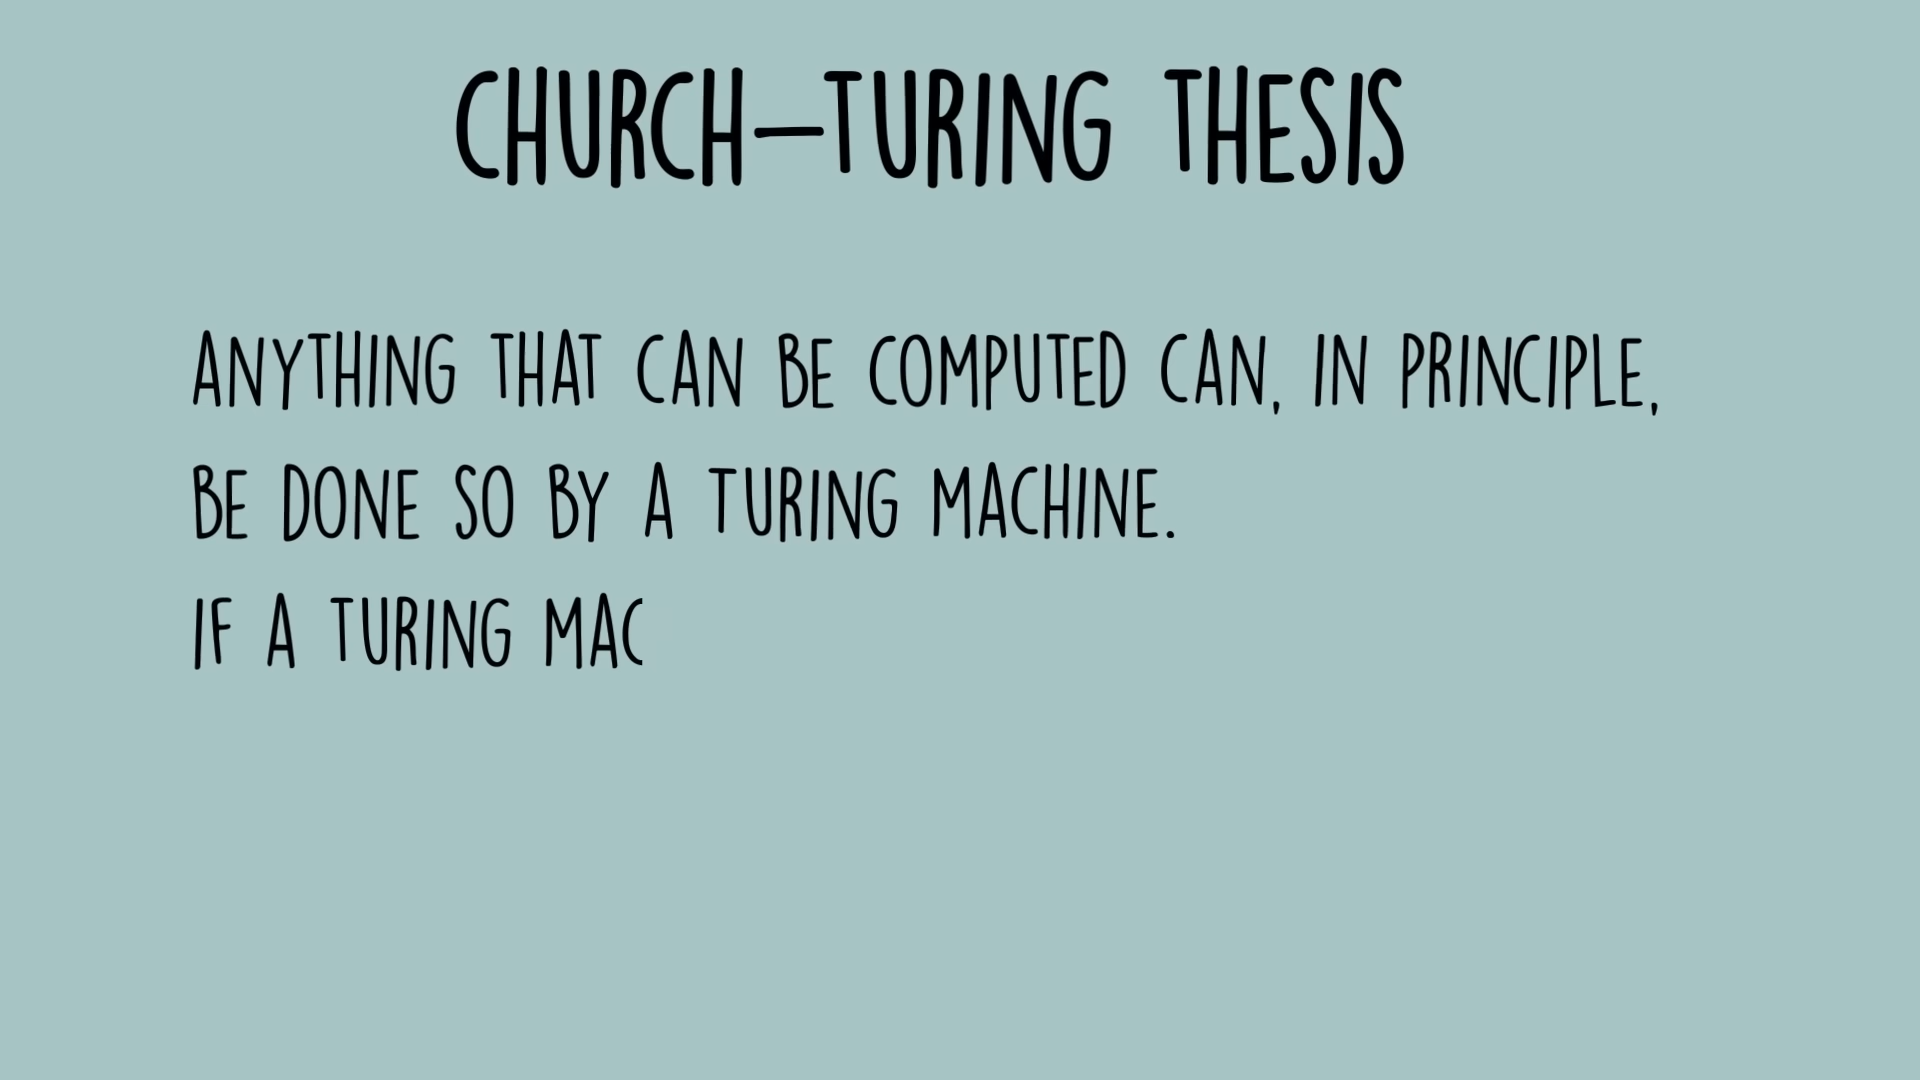 CHURCH–TURING THESIS
ANYTHING THAT CAN BE COMPUTED CAN, IN PRINCIPLE,
BE DONE SO BY A TURING MACHINE.
IF A TURING MAC